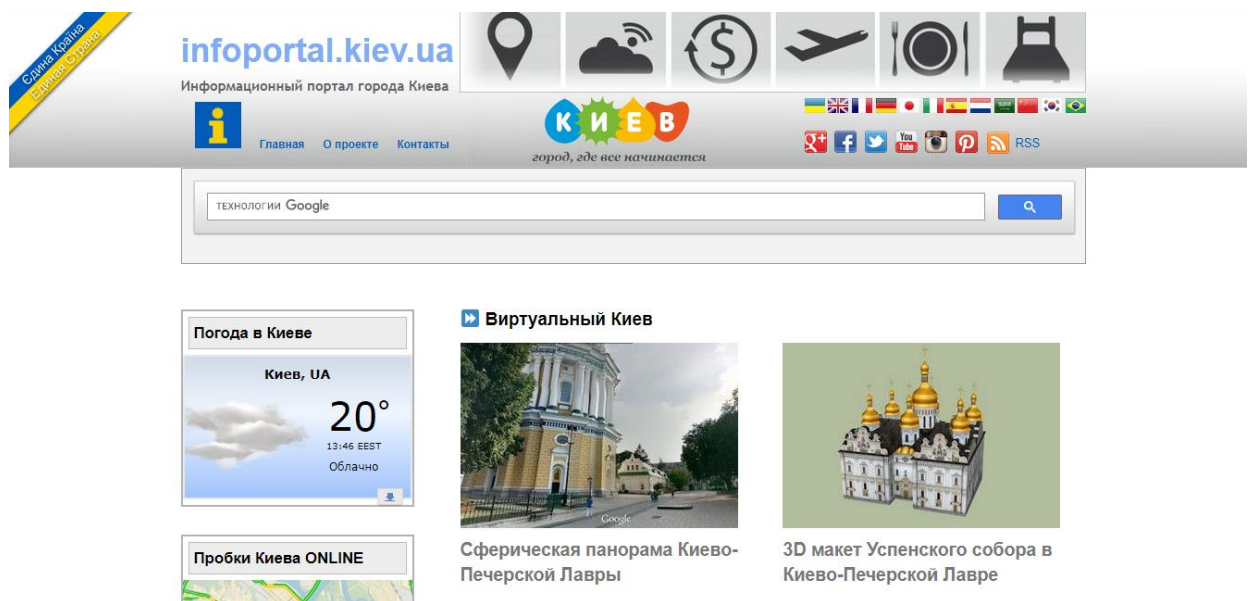 Єдина Країна
Единая Страна
infoportal.kiev.ua
Информационный портал города Киева
Главная О проекте Контакты
КИЕВ
город, где все начинается
You Tube
RSS
технологии Google
Погода в Киеве
Киев, UA
20°
13:46 EEST
Облачно
Пробки Киева ONLINE
Виртуальный Киев
Google
Сферическая панорама Киево-
Печерской Лавры
3D макет Успенского собора в
Киево-Печерской Лавре